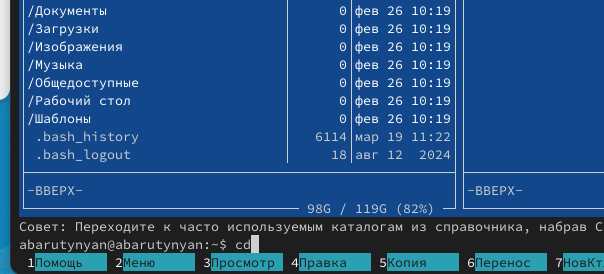 /Документы 0 фев 26 10:19
/Загрузки 0 фев 26 10:19
/Изображения 0 фев 26 10:19
/Музыка 0 фев 26 10:19
/Общедоступные 0 фев 26 10:19
/Рабочий стол 0 фев 26 10:19
/Шаблоны 0 фев 26 10:19
.bash_history 6114 мар 19 11:22
.bash_logout 18 авг 12 2024
-ВВЕРХ- -ВВЕРХ-
98G / 119G (82%)
Совет: Переходите к часто используемым каталогам из справочника, набрав C
abarutynyan@abarutynyan:~$ cd
1Помощь 2Меню 3Просмотр 4Правка 5Копия 6Перенос 7НовКт